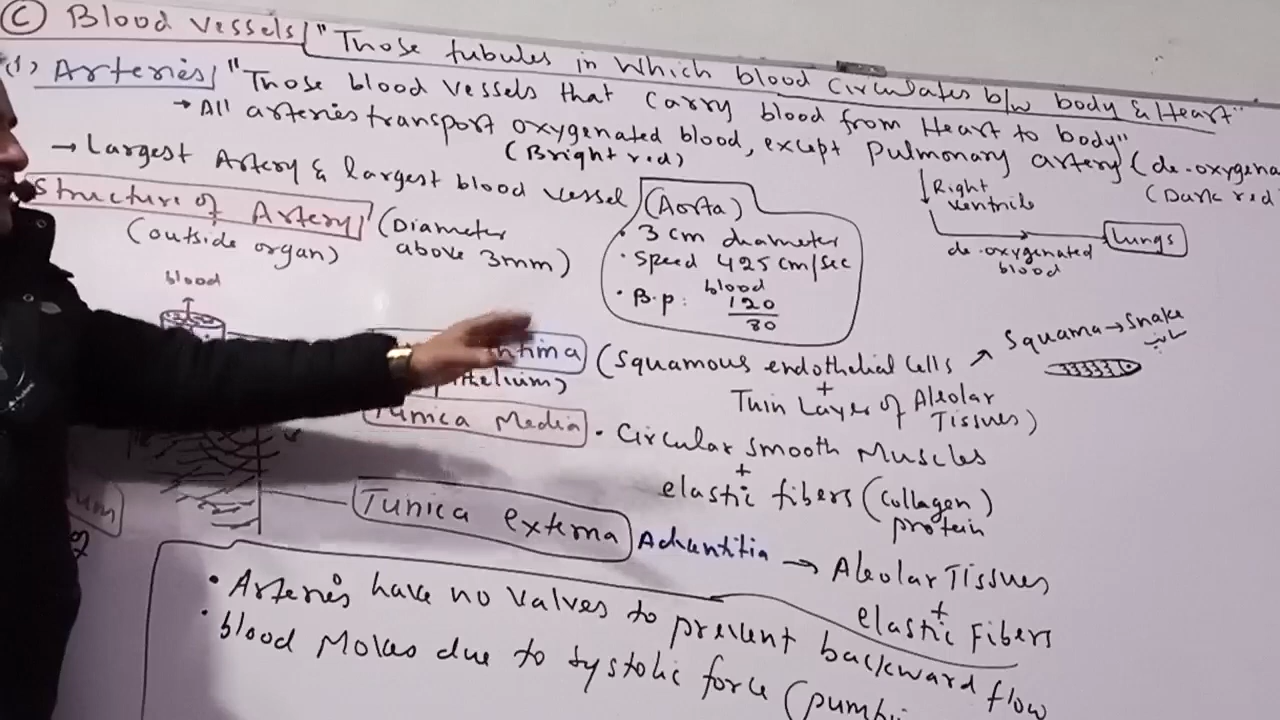 (C) Blood Vessels "Those tubules in which blood circulates b/w body & Heart"
(1) Arteries "Those blood vessels that carry blood from Heart to body"
→ All arteries transport oxygenated blood, except Pulmonary artery (de-oxygena
(Bright red)
(Dark red
→ Largest Artery & largest blood vessel (Aorta)
• 3 cm diameter
• Speed 425 cm/sec
blood
• B.p: 120
80
Right
ventricle
de-oxygenated
blood
Lungs
Structure of Artery (Diameter
above 3mm)
(outside organ)
blood
intima (Squamous endothelial cells
+
Thin Layer of Aleolar
Tissues)
Squama → Snake
Tunica Media • Circular smooth Muscles
+
elastic fibers (Collagen)
protein
Tunica externa → Aleolar Tissues
+
elastic Fibers
• Arteries have no valves to prevent backward flow
• blood Moves due to systolic force